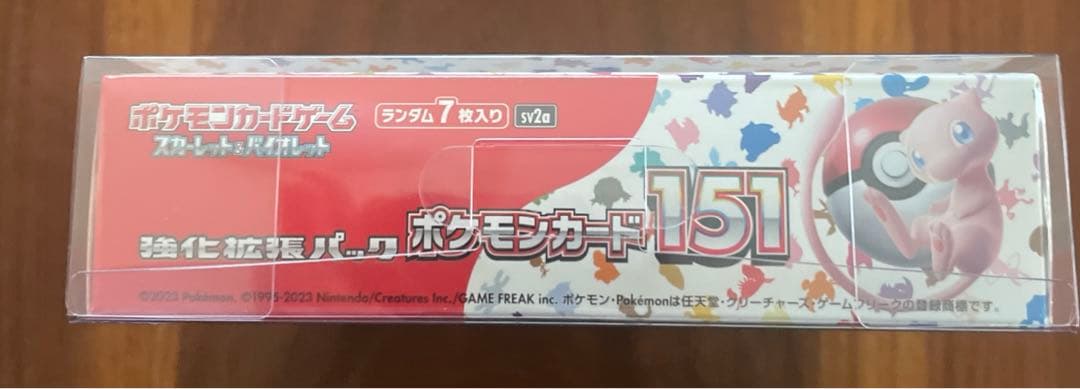 ポケモンカードゲーム
スカーレット&バイオレット
ランダム7枚入り sv2a
強化拡張パック ポケモンカード151
©2023 Pokémon. ©1995-2023 Nintendo/Creatures Inc./GAME FREAK inc. ポケモン・Pokémonは任天堂・クリーチャーズ・ゲームフリークの登録商標です。